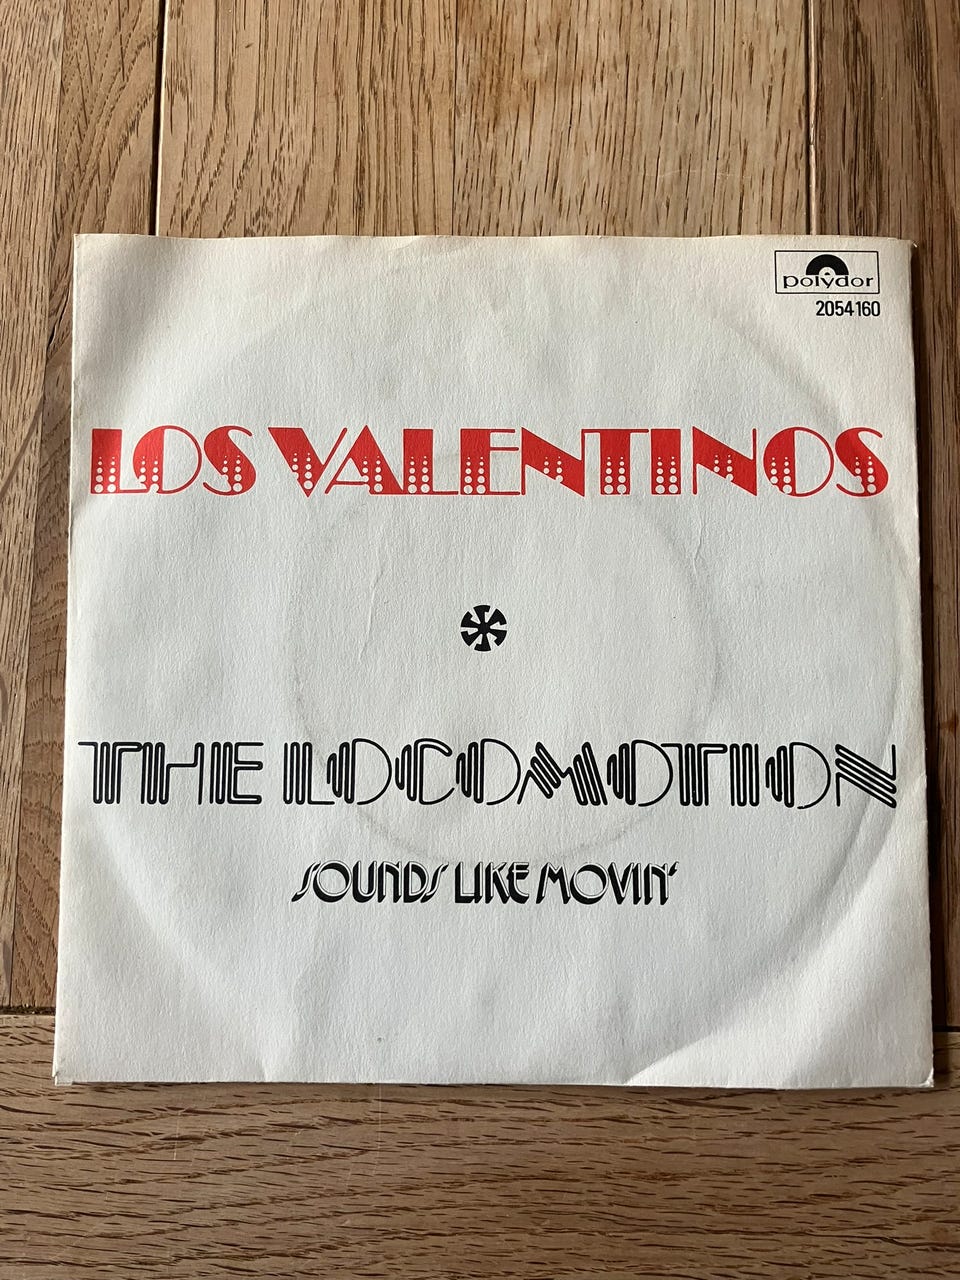 polydor
2054 160
LOS VALENTINOS
THE LOCOMOTION
SOUNDS LIKE MOVIN'